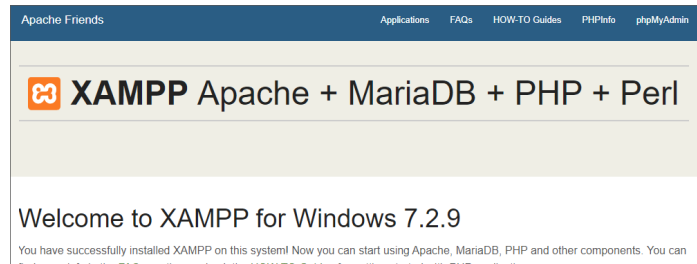 Apache Friends
Applications FAQs HOW-TO Guides PHPInfo phpMyAdmin
XAMPP Apache + MariaDB + PHP + Perl
Welcome to XAMPP for Windows 7.2.9
You have successfully installed XAMPP on this system! Now you can start using Apache, MariaDB, PHP and other components. You can